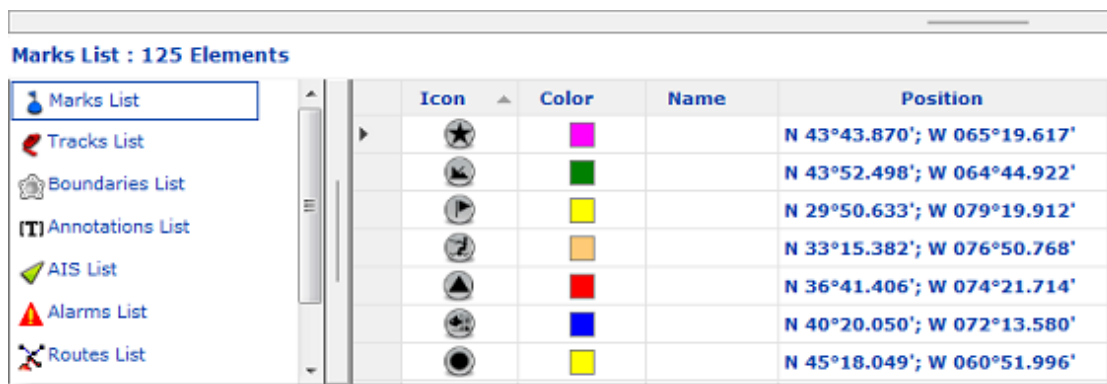 Marks List : 125 Elements
Marks List
Tracks List
Boundaries List
[T] Annotations List
AIS List
Alarms List
Routes List
Icon Color Name Position
N 43°43.870'; W 065°19.617'
N 43°52.498'; W 064°44.922'
N 29°50.633'; W 079°19.912'
N 33°15.382'; W 076°50.768'
N 36°41.406'; W 074°21.714'
N 40°20.050'; W 072°13.580'
N 45°18.049'; W 060°51.996'